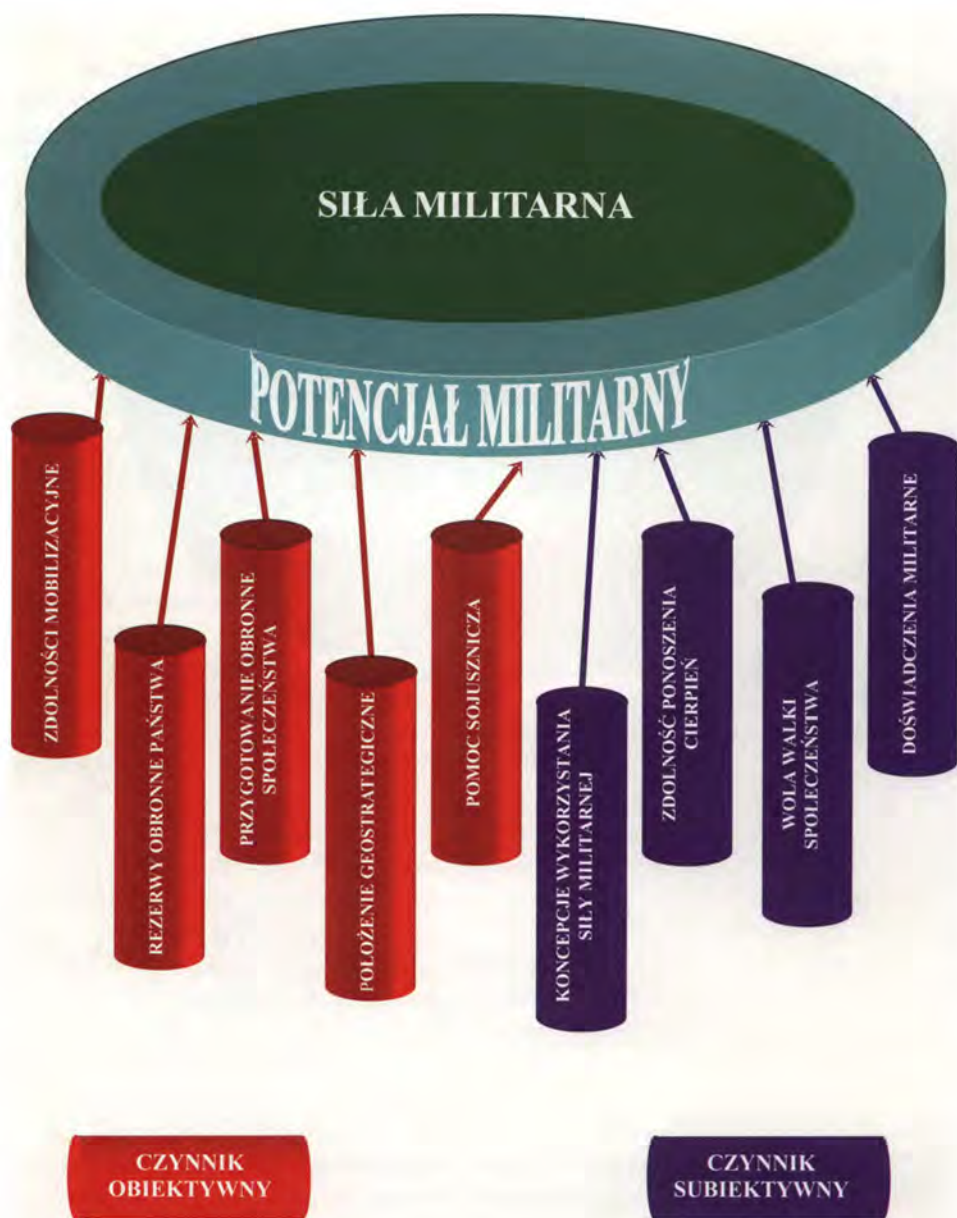 SIŁA MILITARNA
POTENCJAŁ MILITARNY
ZDOLNOŚCI MOBILIZACYJNE
REZERWY OBRONNE PAŃSTWA
PRZYGOTOWANIE OBRONNE
SPOŁECZEŃSTWA
POŁOŻENIE GEOSTRATEGICZNE
POMOC SOJUSZNICZA
KONCEPCJE WYKORZYSTANIA
SIŁY MILITARNEJ
ZDOLNOŚĆ PONOSZENIA
CIERPIEŃ
WOLA WALKI
SPOŁECZEŃSTWA
DOŚWIADCZENIA MILITARNE
CZYNNIK
OBIEKTYWNY
CZYNNIK
SUBIEKTYWNY